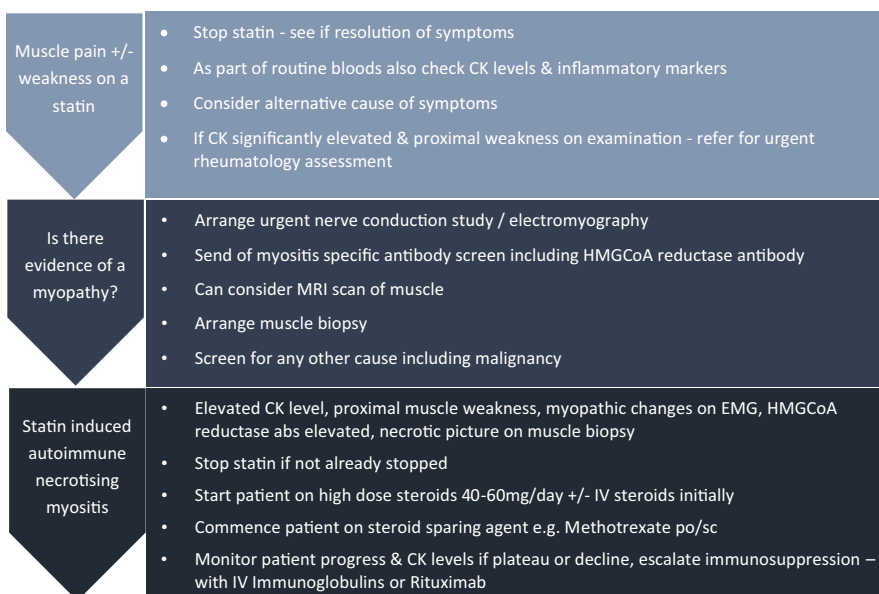 Muscle pain +/-
weakness on a
statin
• Stop statin - see if resolution of symptoms
• As part of routine bloods also check CK levels & inflammatory markers
• Consider alternative cause of symptoms
• If CK significantly elevated & proximal weakness on examination - refer for urgent
rheumatology assessment
Is there
evidence of a
myopathy?
• Arrange urgent nerve conduction study / electromyography
• Send of myositis specific antibody screen including HMGCoA reductase antibody
• Can consider MRI scan of muscle
• Arrange muscle biopsy
• Screen for any other cause including malignancy
Statin induced
autoimmune
necrotising
myositis
• Elevated CK level, proximal muscle weakness, myopathic changes on EMG, HMGCoA
reductase abs elevated, necrotic picture on muscle biopsy
• Stop statin if not already stopped
• Start patient on high dose steroids 40-60mg/day +/- IV steroids initially
• Commence patient on steroid sparing agent e.g. Methotrexate po/sc
• Monitor patient progress & CK levels if plateau or decline, escalate immunosuppression –
with IV Immunoglobulins or Rituximab